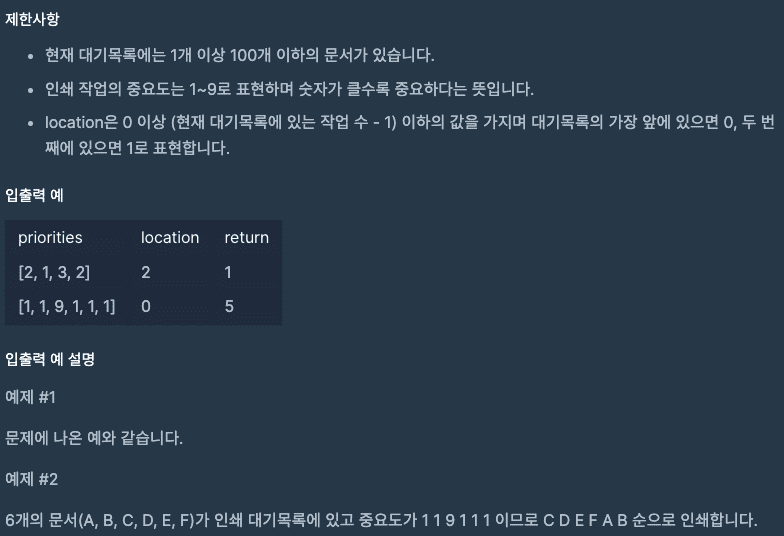 제한사항
• 현재 대기목록에는 1개 이상 100개 이하의 문서가 있습니다.
• 인쇄 작업의 중요도는 1~9로 표현하며 숫자가 클수록 중요하다는 뜻입니다.
• location은 0 이상 (현재 대기목록에 있는 작업 수 - 1) 이하의 값을 가지며 대기목록의 가장 앞에 있으면 0, 두 번
째에 있으면 1로 표현합니다.
입출력 예
priorities location return
[2, 1, 3, 2] 2 1
[1, 1, 9, 1, 1, 1] 0 5
입출력 예 설명
예제 #1
문제에 나온 예와 같습니다.
예제 #2
6개의 문서(A, B, C, D, E, F)가 인쇄 대기목록에 있고 중요도가 1 1 9 1 1 1 이므로 C D E F A B 순으로 인쇄합니다.